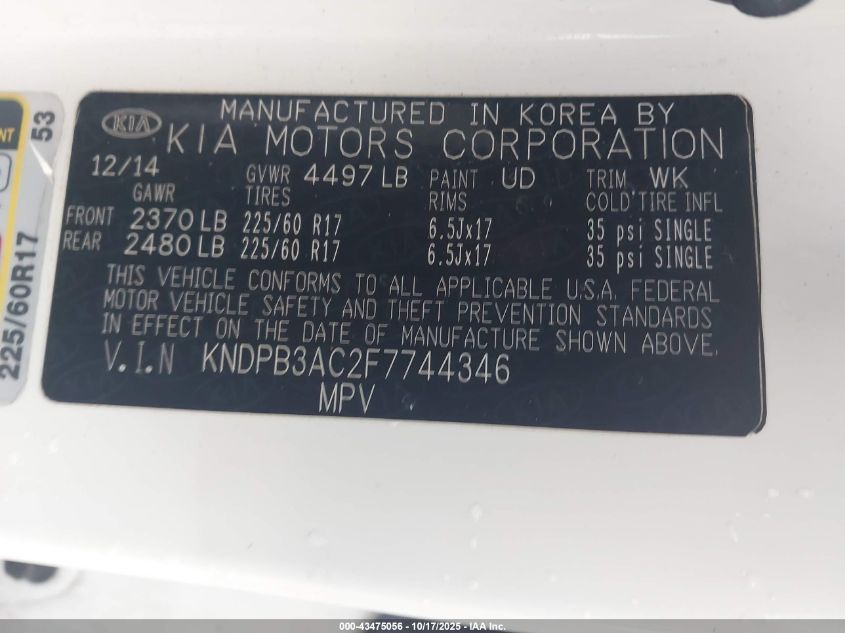 MANUFACTURED IN KOREA BY
KIA KIA MOTORS CORPORATION
12/14 GVWR 4497 LB PAINT UD TRIM WK
GAWR TIRES RIMS COLD TIRE INFL
FRONT 2370 LB 225/60 R17 6.5Jx17 35 psi SINGLE
REAR 2480 LB 225/60 R17 6.5Jx17 35 psi SINGLE
THIS VEHICLE CONFORMS TO ALL APPLICABLE U.S.A. FEDERAL
MOTOR VEHICLE SAFETY AND THEFT PREVENTION STANDARDS
IN EFFECT ON THE DATE OF MANUFACTURE SHOWN ABOVE.
V.I.N KNDPB3AC2F7744346
MPV
53
225/60R17
000-43475056 - 10/17/2025 - IAA Inc.